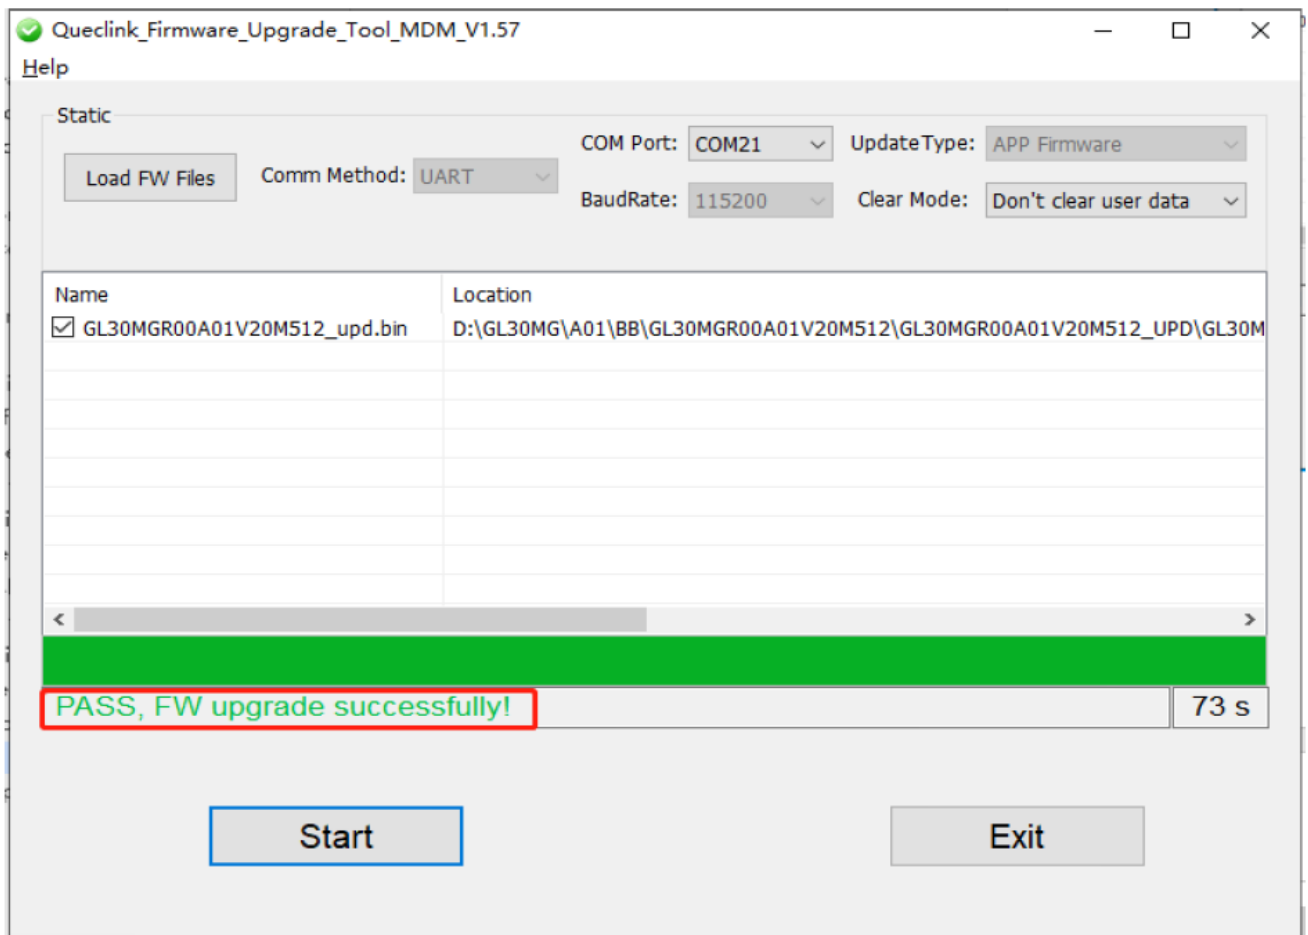 Queclink_Firmware_Upgrade_Tool_MDM_V1.57
Help
Static
COM Port: COM21 UpdateType: APP Firmware
Load FW Files Comm Method: UART
BaudRate: 115200 Clear Mode: Don't clear user data
Name Location
GL30MGR00A01V20M512_upd.bin D:\GL30MG\A01\BB\GL30MGR00A01V20M512\GL30MGR00A01V20M512_UPD\GL30M
PASS, FW upgrade successfully! 73 s
Start Exit